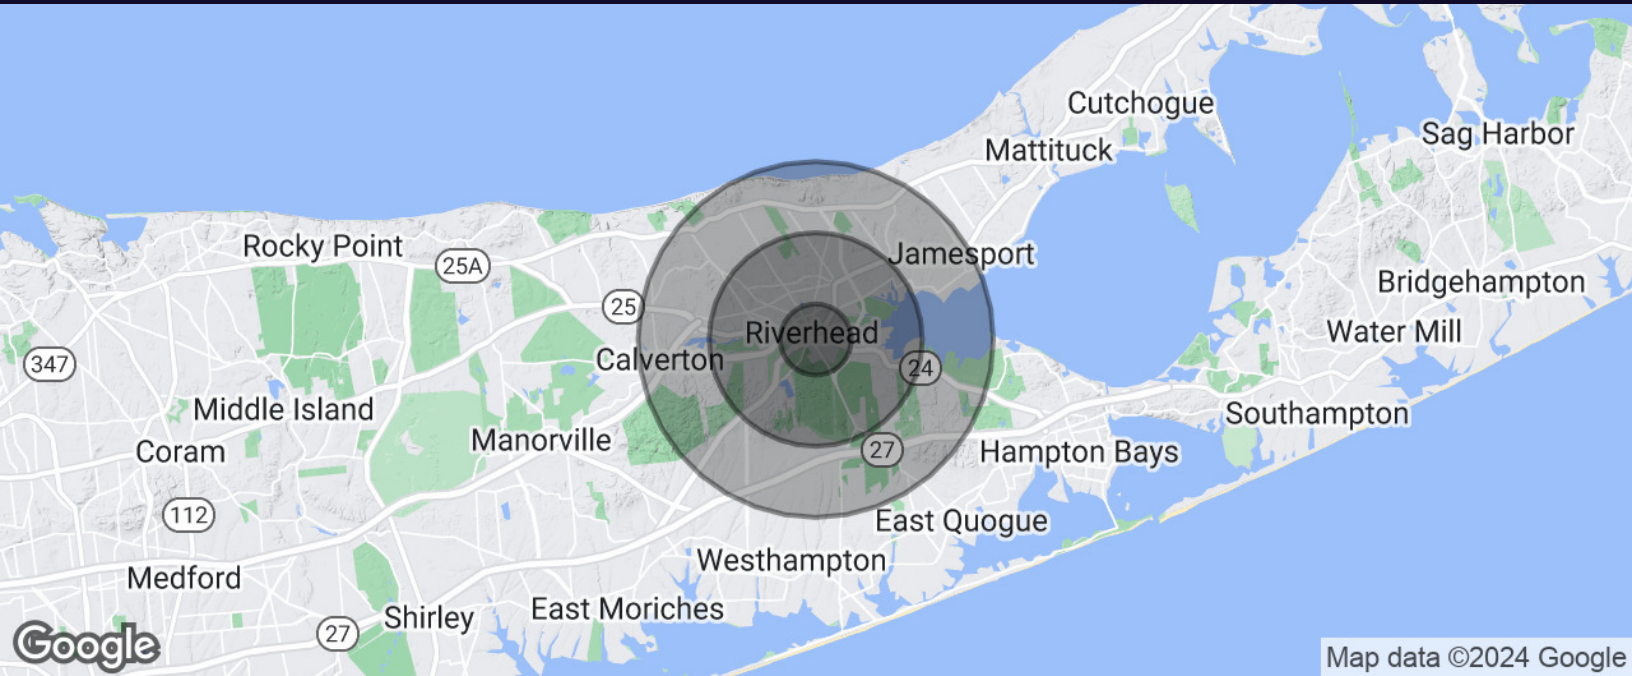 Cutchogue
Sag Harbor
Mattituck
Rocky Point
Jamesport
25A
Bridgehampton
25
Riverhead
Water Mill
Calverton
347
24
Middle Island
Southampton
Manorville
Coram
27
Hampton Bays
112
East Quogue
Westhampton
Medford
East Moriches
Shirley
27
Google
Map data ©2024 Google